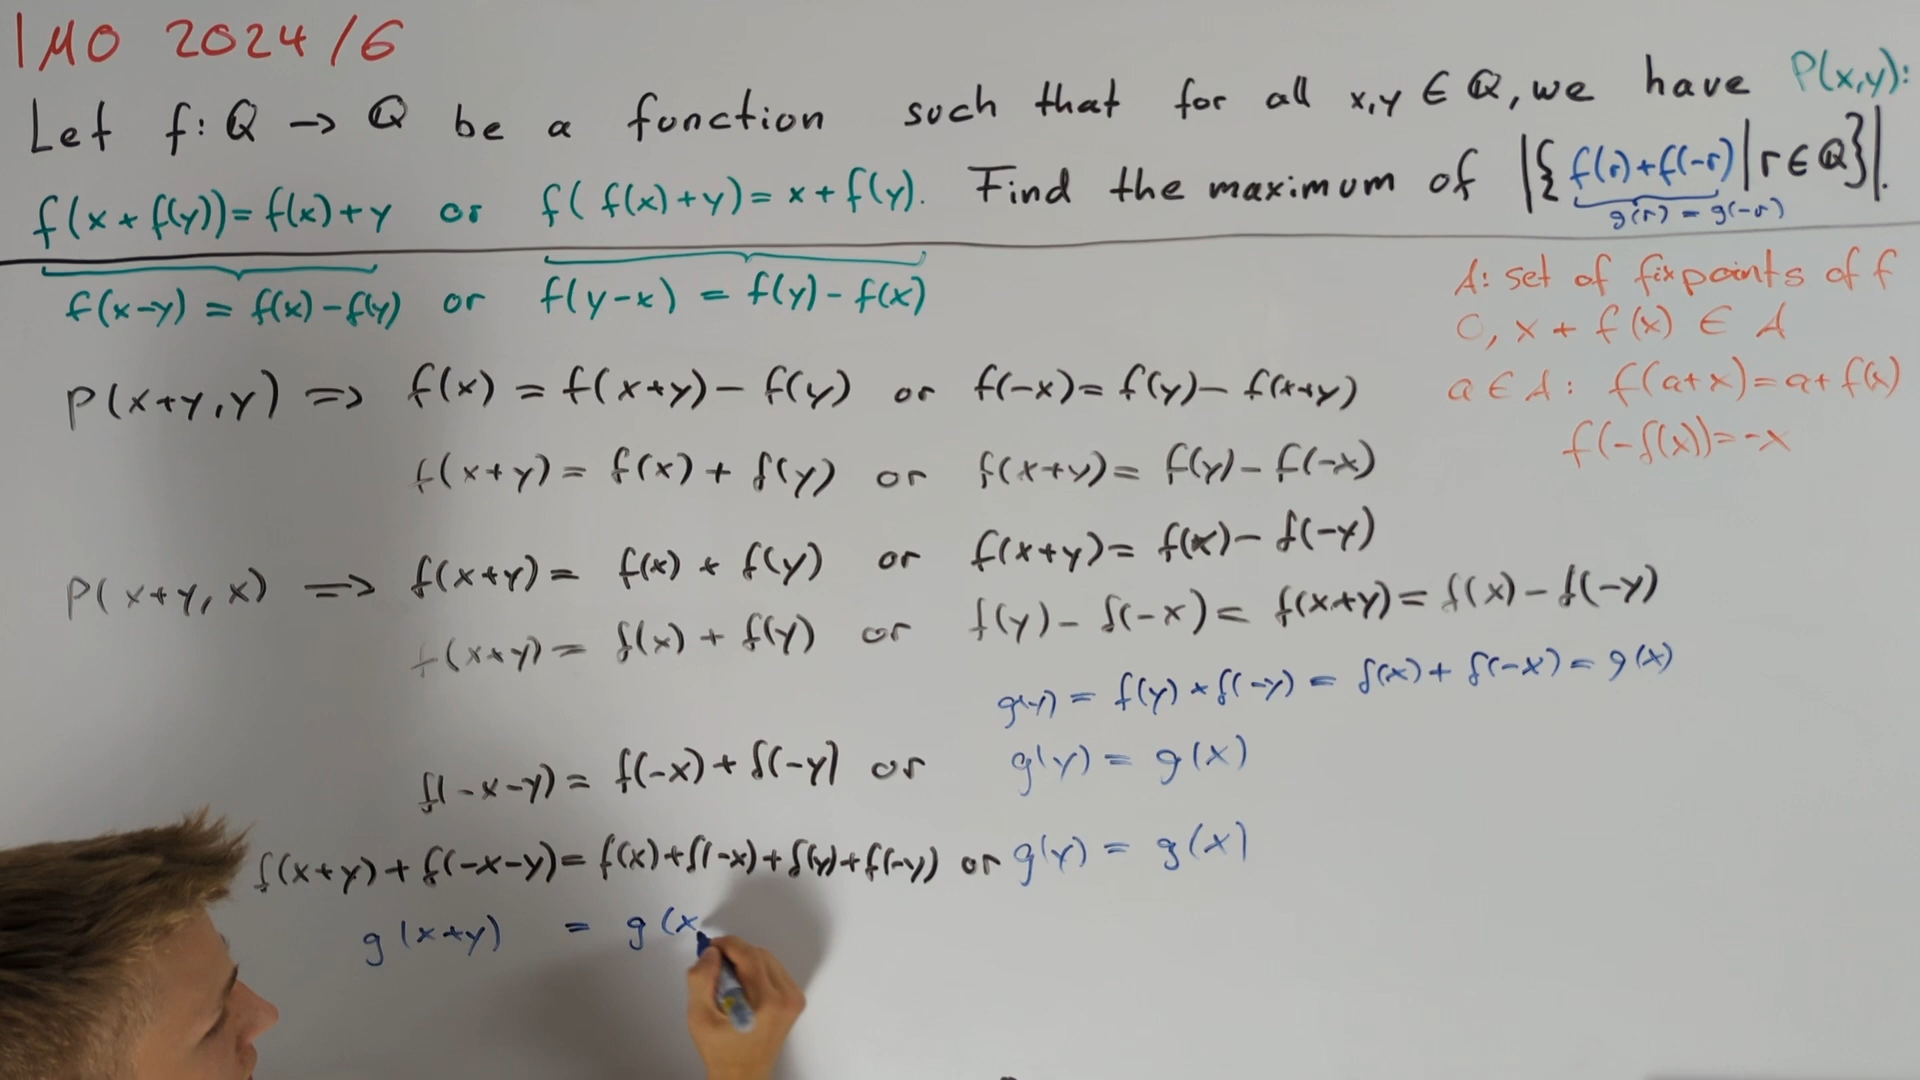 IMO 2024/6
Let f: ℚ → ℚ be a function such that for all x,y ∈ ℚ, we have P(x,y):
f(x+f(y)) = f(x)+y or f(f(x)+y) = x+f(y). Find the maximum of |{f(r)+f(-r) | r∈ℚ}|.
g(r) = g(-r)
f(x-y) = f(x)-f(y) or f(y-x) = f(y)-f(x)
A: set of fixpoints of f
0, x + f(x) ∈ A
a ∈ A: f(a+x) = a+f(x)
f(-f(x)) = -x
P(x+y,y) => f(x) = f(x+y) - f(y) or f(-x) = f(y) - f(x+y)
f(x+y) = f(x) + f(y) or f(x+y) = f(y) - f(-x)
P(x+y,x) => f(x+y) = f(x) + f(y) or f(x+y) = f(x) - f(-y)
f(x+y) = f(x) + f(y) or f(y) - f(-x) = f(x+y) = f(x) - f(-y)
g(y) = f(y) + f(-y) = f(x) + f(-x) = g(x)
f(-x-y) = f(-x) + f(-y) or g(y) = g(x)
f(x+y) + f(-x-y) = f(x)+f(-x)+f(y)+f(-y) or g(y) = g(x)
g(x+y) = g(x